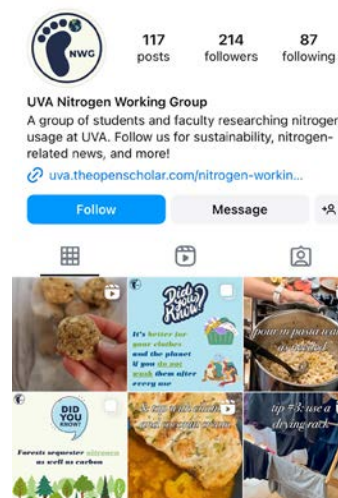 NWG
117 214 87
posts followers following
UVA Nitrogen Working Group
A group of students and faculty researching nitrogen
usage at UVA. Follow us for sustainability, nitrogen-
related news, and more!
uva.theopenscholar.com/nitrogen-workin...
Follow Message
Did you
Know?
It's better for
your clothes
and the planet
if you do not
wash them after
every use
pour in pasta
as
DID
YOU
KNOW?
Forests sequester nitrogen
as well as carbon
tip #3: use a
drying rack